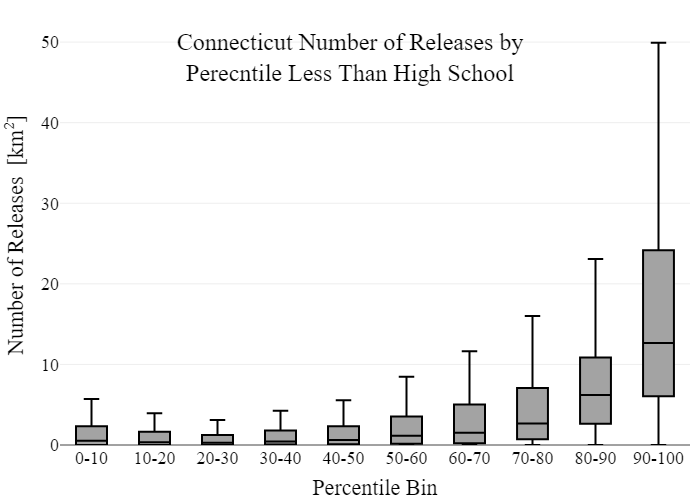 Connecticut Number of Releases by
Perecntile Less Than High School
Number of Releases [km²]
50
40
30
20
10
0
0-10 10-20 20-30 30-40 40-50 50-60 60-70 70-80 80-90 90-100
Percentile Bin